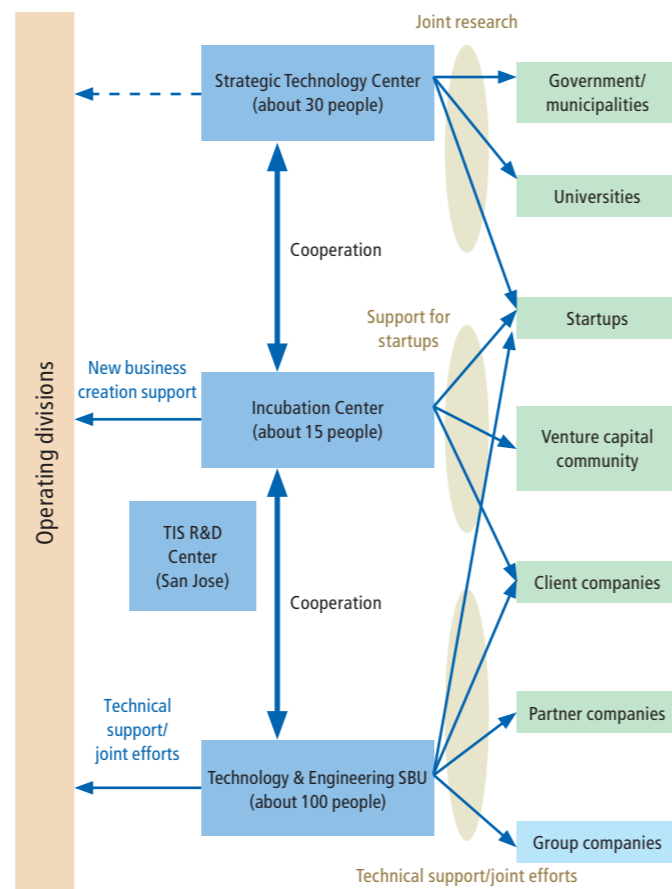 Joint research
Strategic Technology Center
(about 30 people)
Government/
municipalities
Universities
Cooperation
Support for
startups
Startups
Operating divisions
New business
creation support
Incubation Center
(about 15 people)
Venture capital
community
TIS R&D
Center
(San Jose)
Client companies
Cooperation
Technical
support/
joint efforts
Partner companies
Technology & Engineering SBU
(about 100 people)
Group companies
Technical support/joint efforts